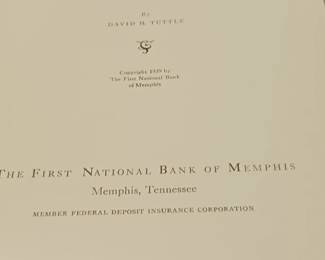 By
DAVID H. TUTTLE
Copyright 1939 by
The First National Bank
of Memphis
THE FIRST NATIONAL BANK OF MEMPHIS
Memphis, Tennessee
MEMBER FEDERAL DEPOSIT INSURANCE CORPORATION